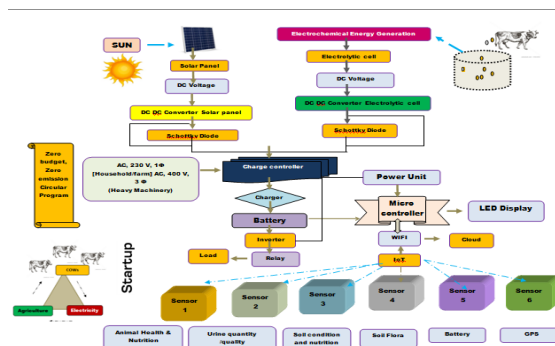 SUN
Electrochemical Energy Generation
Solar Panel
Electrolytic cell
DC Voltage
DC Voltage
DC DC Converter Solar panel
DC DC Converter Electrolytic cell
Schottky Diode
Schottky Diode
Zero
budget,
Zero
emission
Circular
Program
AC, 230 V, 1Φ
[Household/farm] AC, 400 V,
3 Φ
(Heavy Machinery)
Charge controller
Power Unit
Charger
Micro
controller
LED Display
Battery
Inverter
WIFI
Cloud
Load
Relay
IoT
Startup
COWs
Agriculture
Electricity
Sensor
1
Sensor
2
Sensor
3
Sensor
4
Sensor
5
Sensor
6
Animal Health &
Nutrition
Urine quantity
/quality
Soil condition
and nutrition
Soil Flora
Battery
GPS